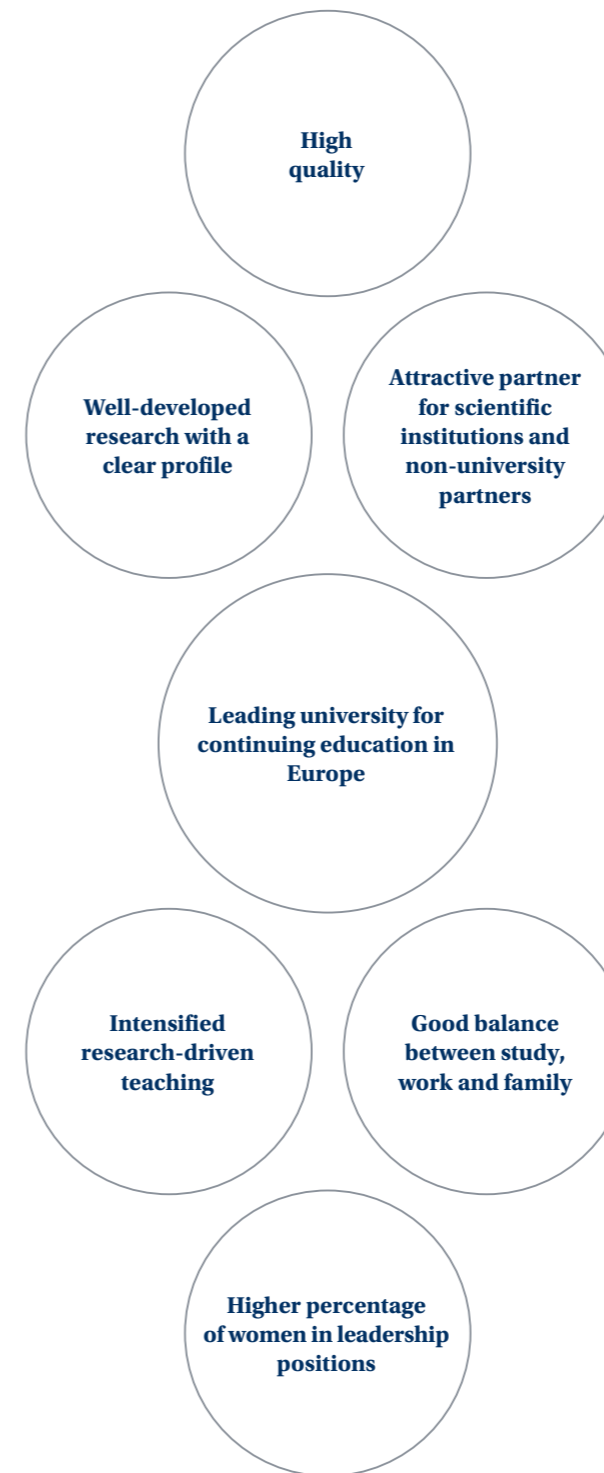 High
quality
Well-developed
research with a
clear profile
Attractive partner
for scientific
institutions and
non-university
partners
Leading university for
continuing education in
Europe
Intensified
research-driven
teaching
Good balance
between study,
work and family
Higher percentage
of women in leadership
positions